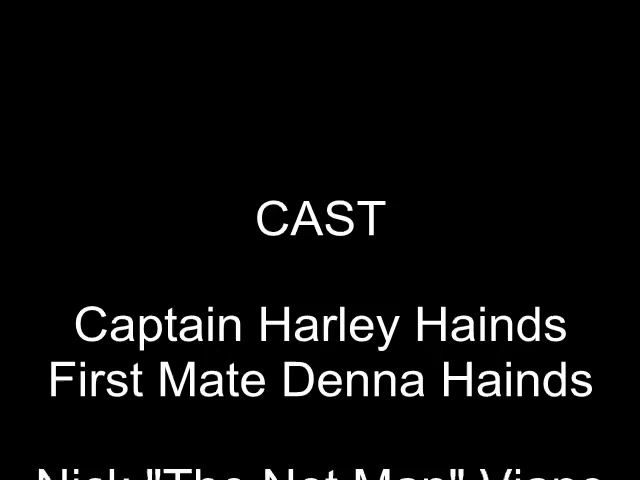 CAST
Captain Harley Hainds
First Mate Denna Hainds
Nick "The Net Man"